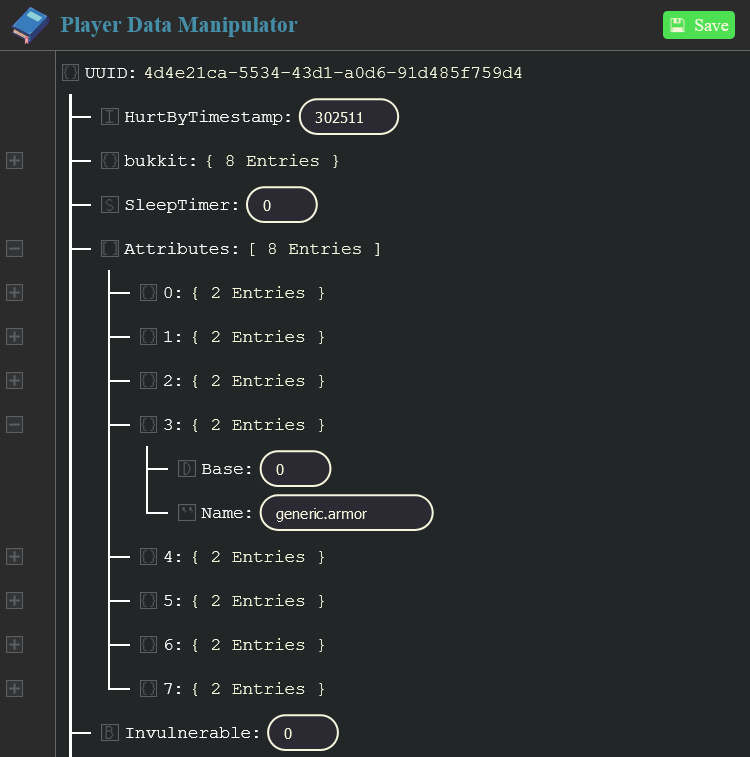 Player Data Manipulator
Save
{} UUID: 4d4e21ca-5534-43d1-a0d6-91d485f759d4
I HurtByTimestamp: 302511
{} bukkit: { 8 Entries }
S SleepTimer: 0
[] Attributes: [ 8 Entries ]
{} 0: { 2 Entries }
{} 1: { 2 Entries }
{} 2: { 2 Entries }
{} 3: { 2 Entries }
D Base: 0
" Name: generic.armor
{} 4: { 2 Entries }
{} 5: { 2 Entries }
{} 6: { 2 Entries }
{} 7: { 2 Entries }
B Invulnerable: 0